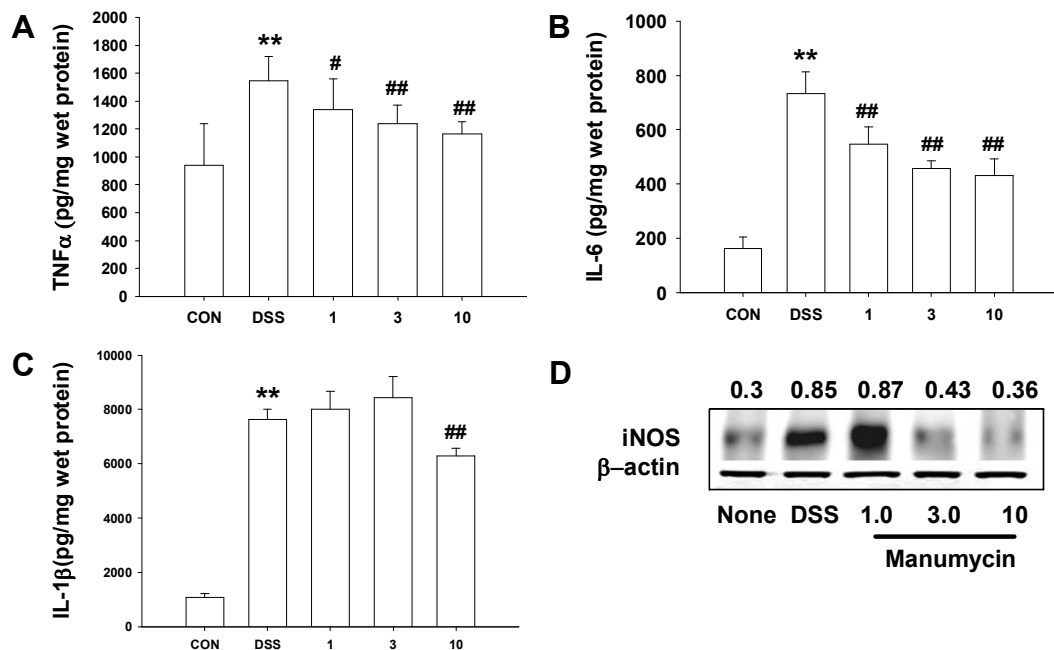 A
TNFα (pg/mg wet protein)
2000
1800
1600
1400
1200
1000
800
600
400
200
0
**
#
##
##
CON DSS 1 3 10
B
IL-6 (pg/mg wet protein)
1000
800
600
400
200
0
**
##
##
##
CON DSS 1 3 10
C
IL-1β(pg/mg wet protein)
10000
8000
6000
4000
2000
0
**
##
CON DSS 1 3 10
D
0.3 0.85 0.87 0.43 0.36
iNOS
β–actin
None DSS 1.0 3.0 10
Manumycin